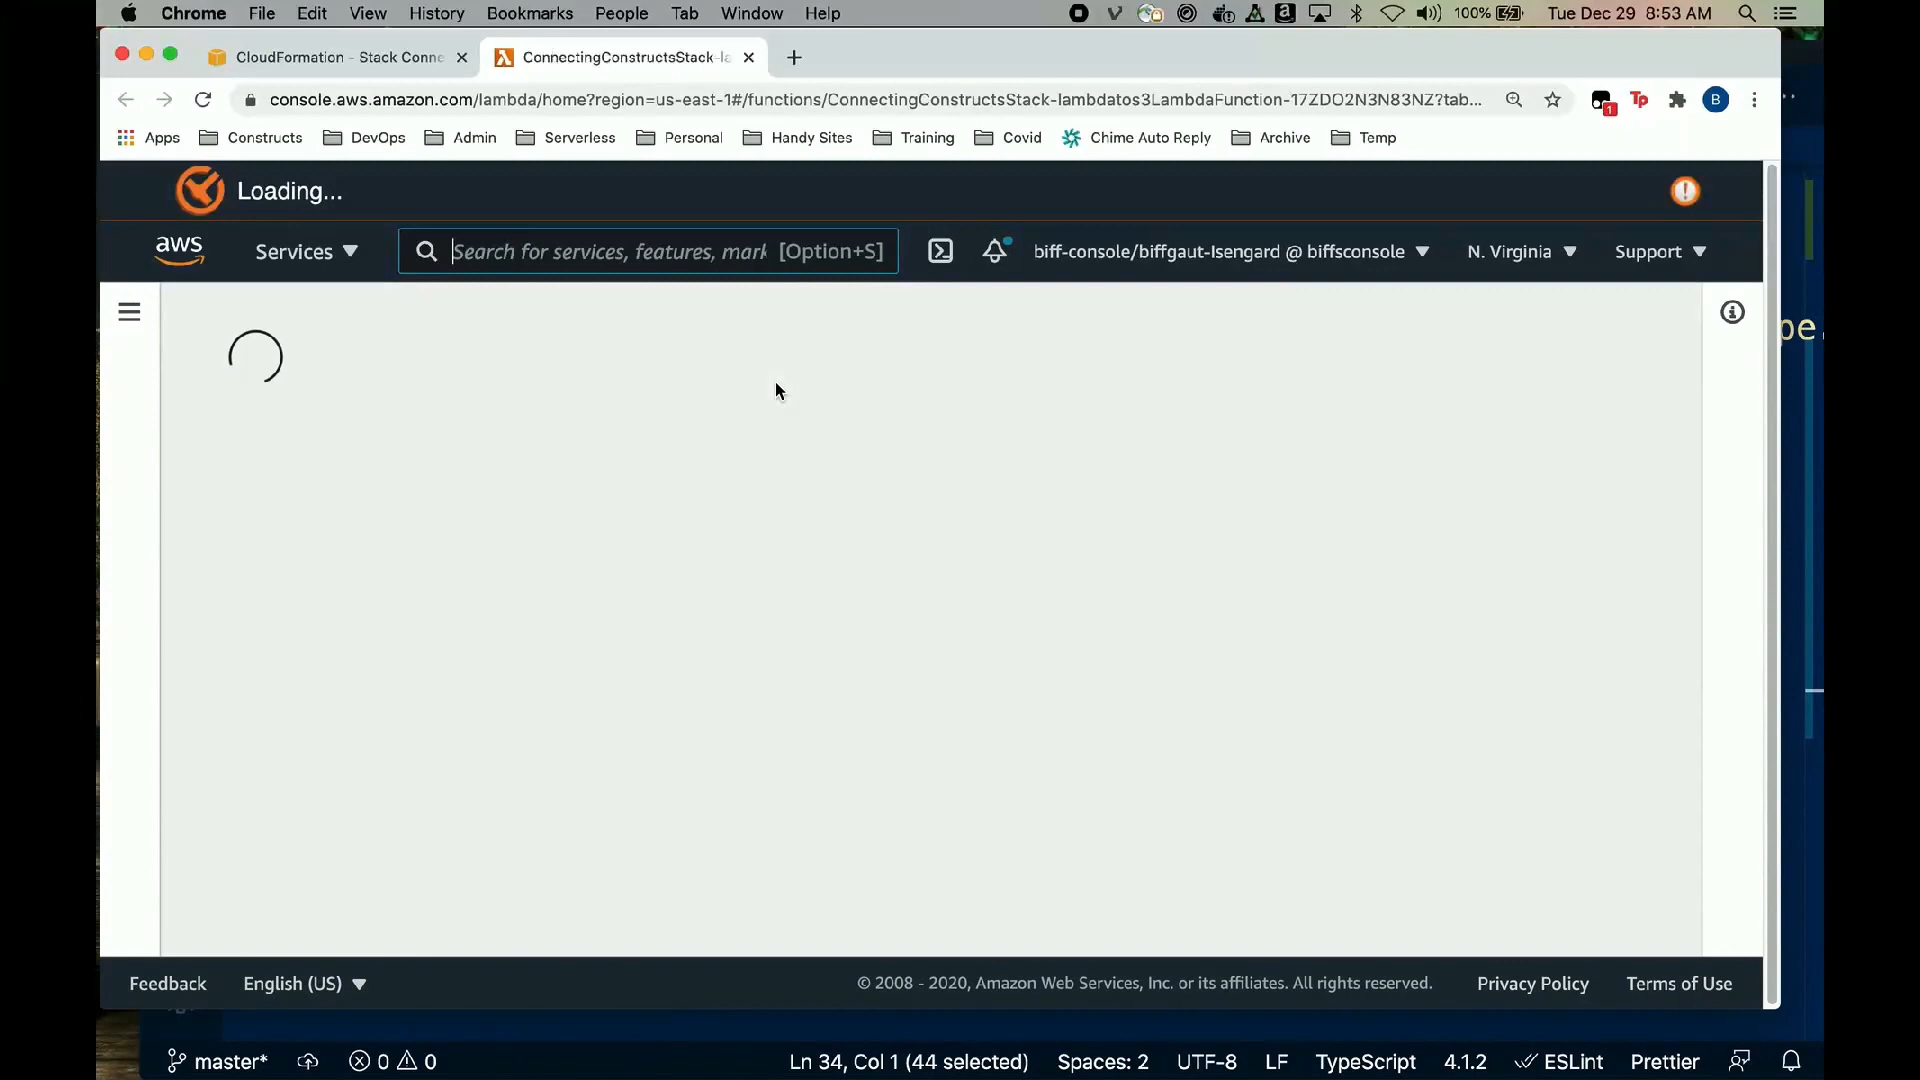 Chrome File Edit View History Bookmarks People Tab Window Help 100% Tue Dec 29 8:53 AM
CloudFormation - Stack Conne ConnectingConstructsStack-la
console.aws.amazon.com/lambda/home?region=us-east-1#/functions/ConnectingConstructsStack-lambdatos3LambdaFunction-17ZDO2N3N83NZ?tab... 1 Tp B
Apps Constructs DevOps Admin Serverless Personal Handy Sites Training Covid Chime Auto Reply Archive Temp
Loading...
aws Services Search for services, features, mark [Option+S] biff-console/biffgaut-Isengard @ biffsconsole N. Virginia Support
pe.
Feedback English (US) © 2008 - 2020, Amazon Web Services, Inc. or its affiliates. All rights reserved. Privacy Policy Terms of Use
master* 0 0 Ln 34, Col 1 (44 selected) Spaces: 2 UTF-8 LF TypeScript 4.1.2 ESLint Prettier